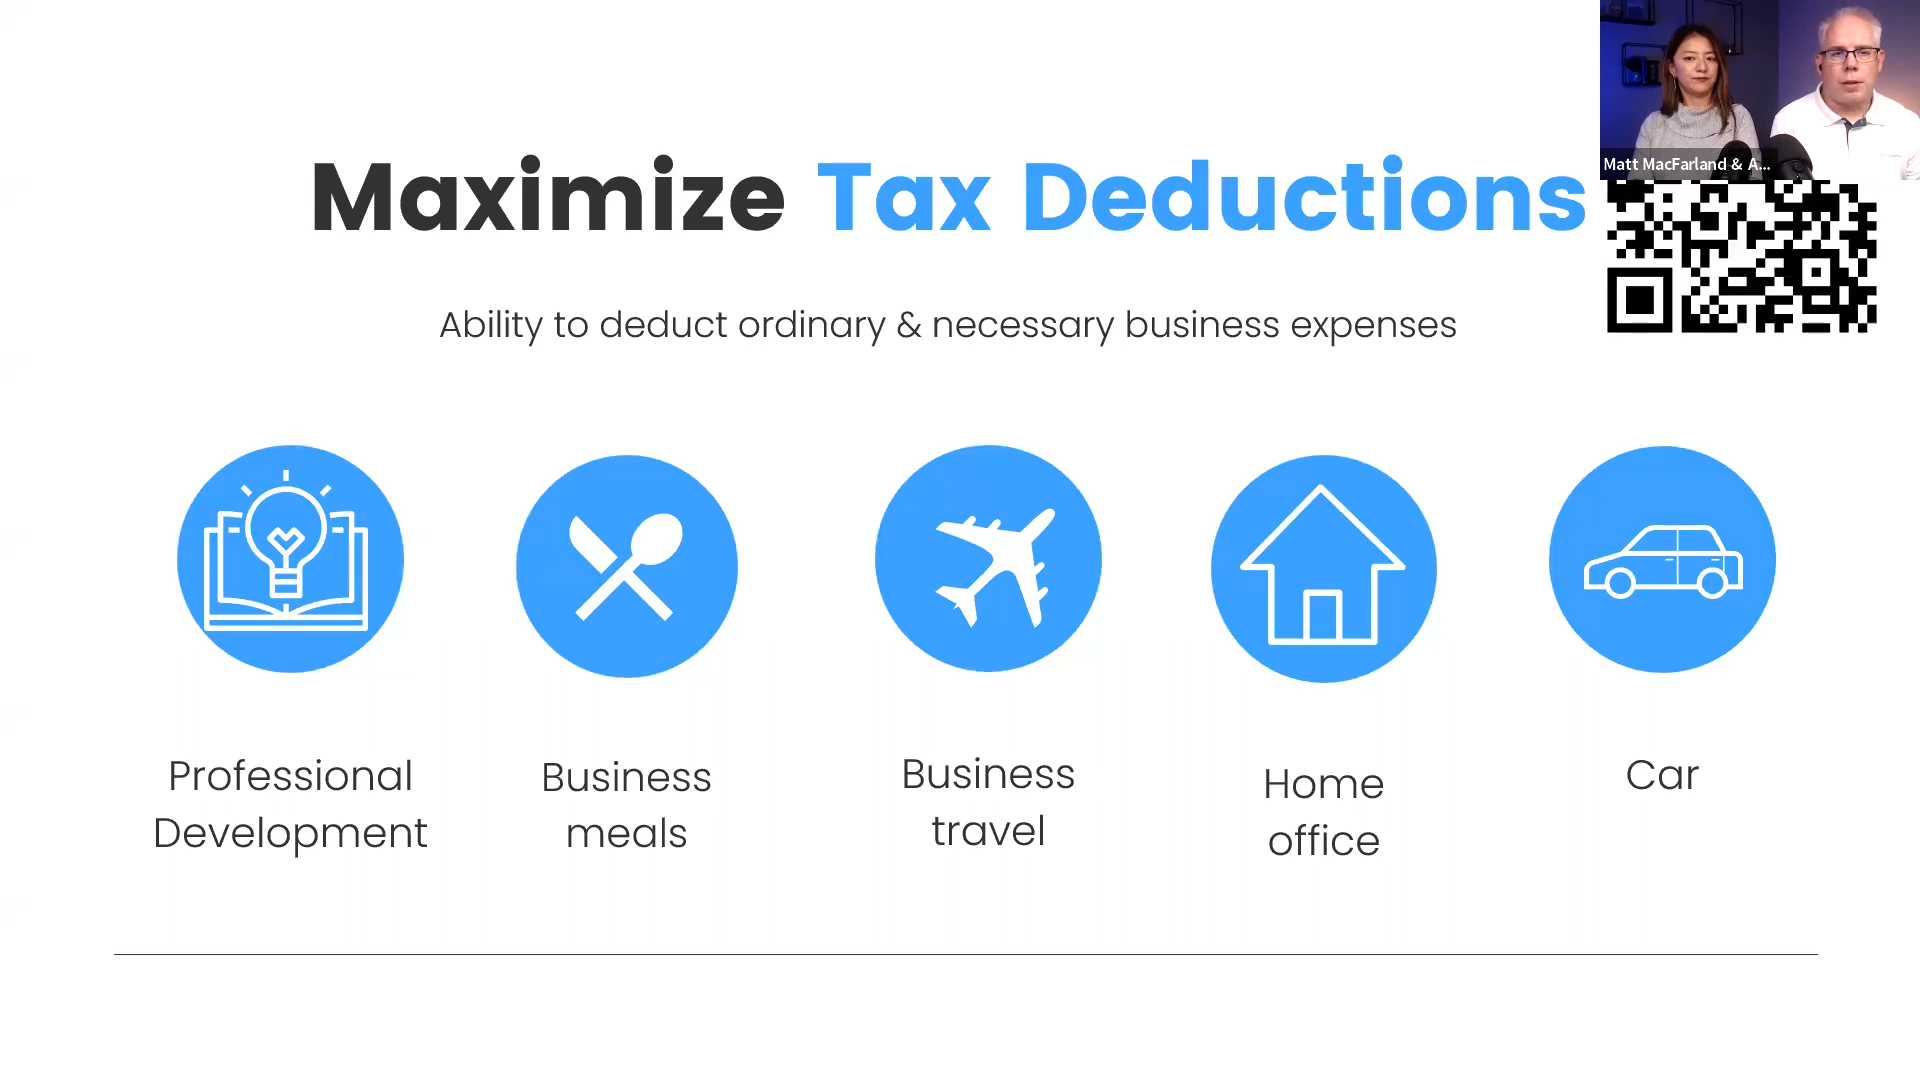 Matt MacFarland & A...
Maximize Tax Deductions
Ability to deduct ordinary & necessary business expenses
Professional
Development
Business
meals
Business
travel
Home
office
Car